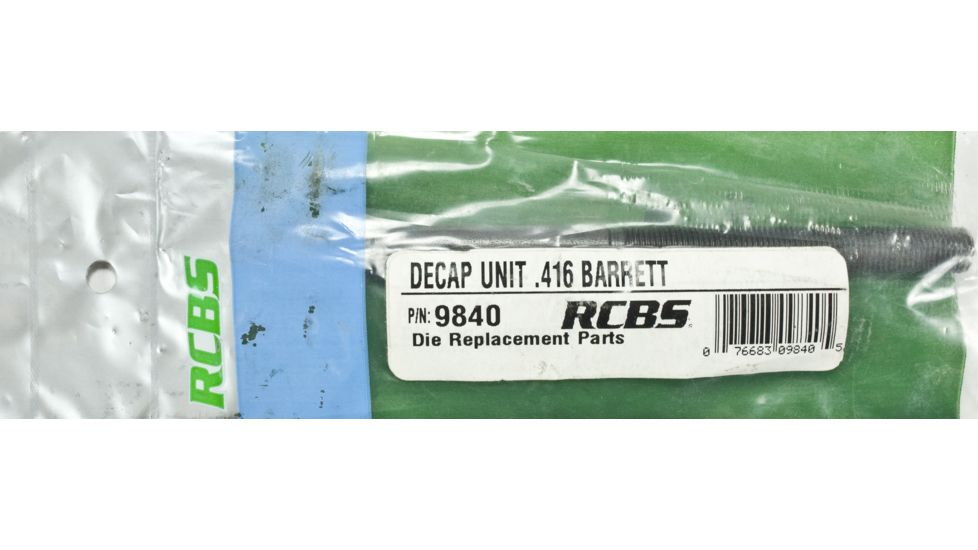 RCBS
DECAP UNIT .416 BARRETT
P/N: 9840 RCBS
Die Replacement Parts
0 76683 09840 5